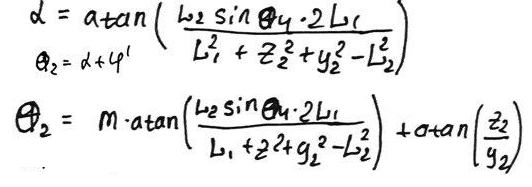 α = atan( (L₂ sin θ₄ · 2L₁) / (L₁² + Z₂² + y₂² − L₂²) )
θ₂ = α + φ'
θ₂ = m · atan( (L₂ sin θ₄ · 2L₁) / (L₁ + Z² + y₂² − L₂²) ) + atan( Z₂ / y₂ )